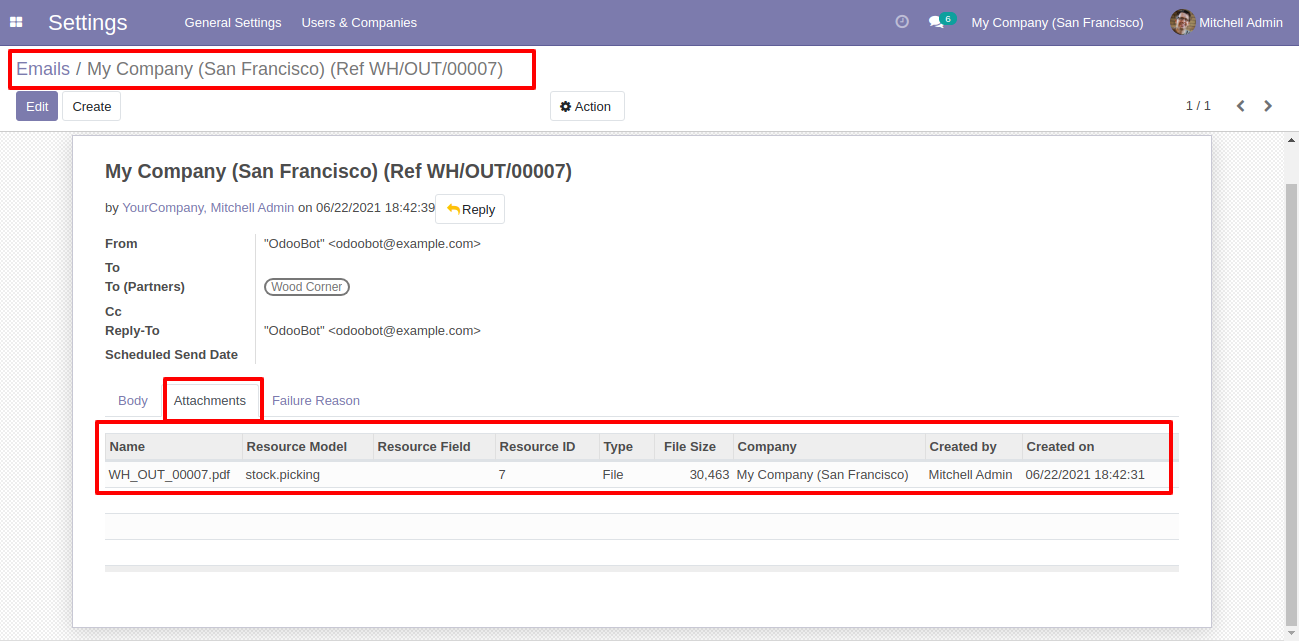 Settings General Settings Users & Companies 6 My Company (San Francisco) Mitchell Admin
Emails / My Company (San Francisco) (Ref WH/OUT/00007)
Edit Create Action 1 / 1
My Company (San Francisco) (Ref WH/OUT/00007)
by YourCompany, Mitchell Admin on 06/22/2021 18:42:39 Reply
From "OdooBot" <odoobot@example.com>
To
To (Partners) Wood Corner
Cc
Reply-To "OdooBot" <odoobot@example.com>
Scheduled Send Date
Body Attachments Failure Reason
Name Resource Model Resource Field Resource ID Type File Size Company Created by Created on
WH_OUT_00007.pdf stock.picking 7 File 30,463 My Company (San Francisco) Mitchell Admin 06/22/2021 18:42:31